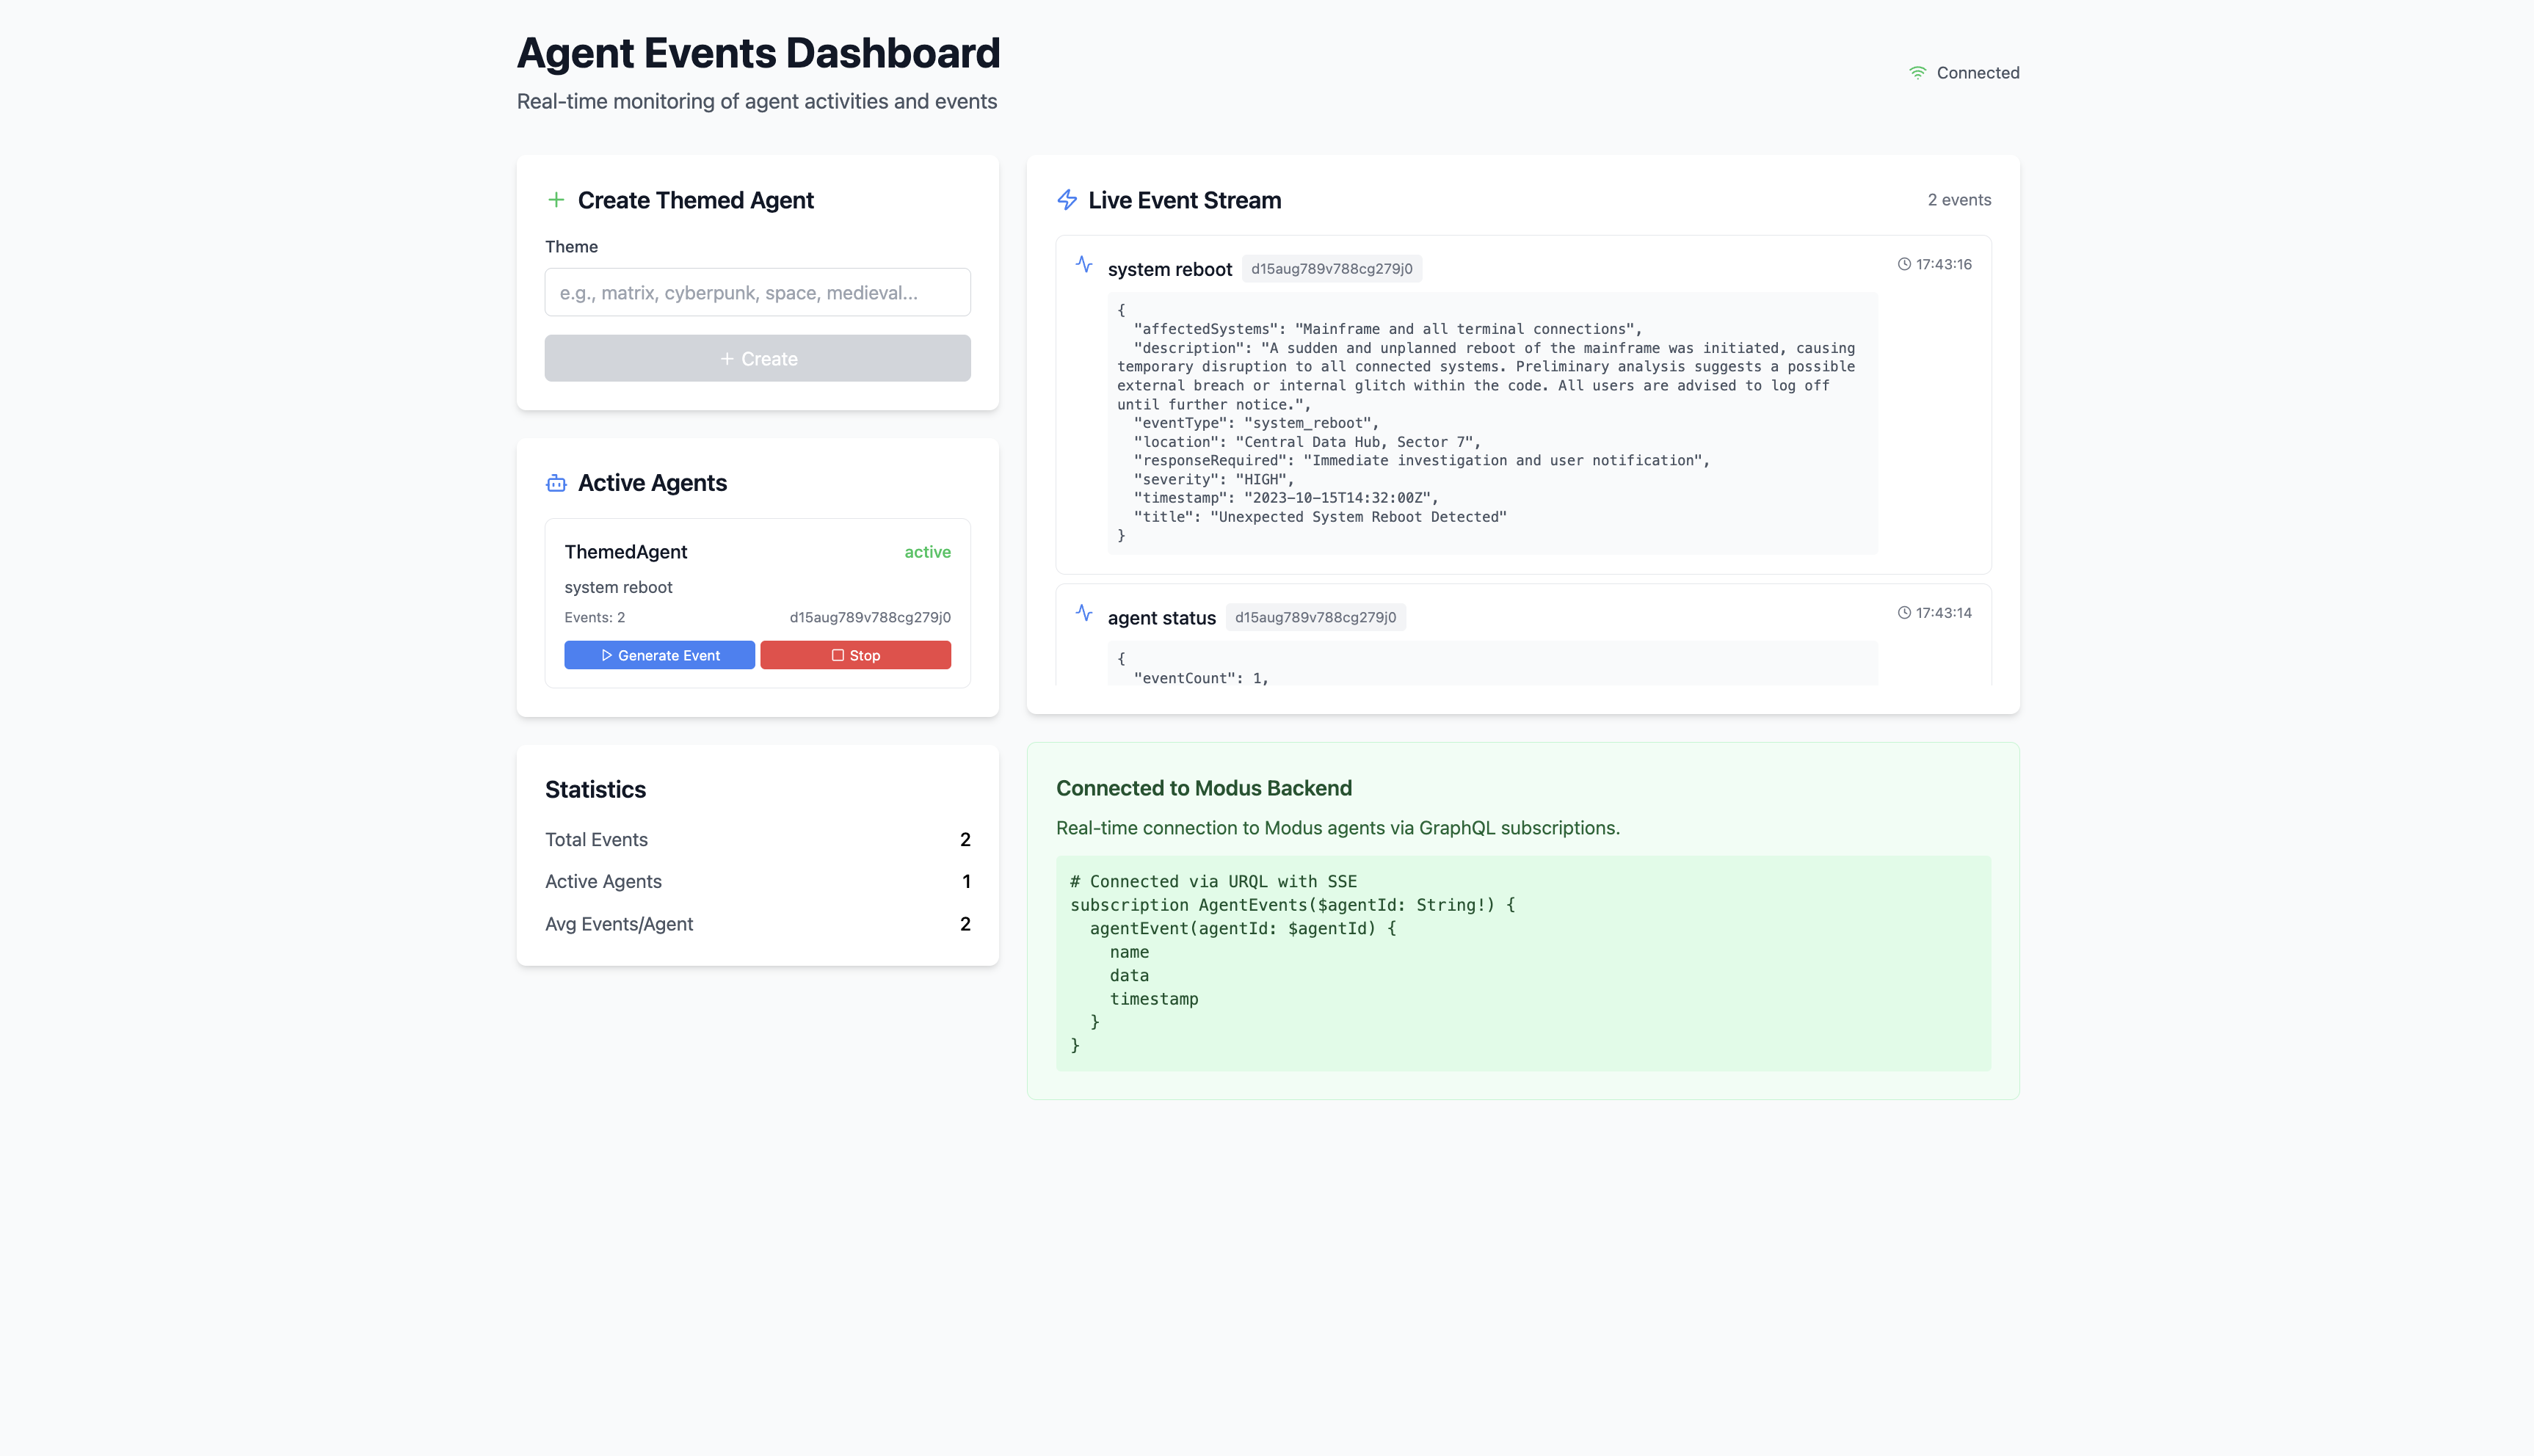 Agent Events Dashboard
Real-time monitoring of agent activities and events
Connected
Create Themed Agent
Theme
e.g., matrix, cyberpunk, space, medieval...
Create
Active Agents
ThemedAgent
active
system reboot
Events: 2
d15aug789v788cg279j0
Generate Event
Stop
Statistics
Total Events
2
Active Agents
1
Avg Events/Agent
2
Live Event Stream
2 events
system reboot
d15aug789v788cg279j0
17:43:16
{
  "affectedSystems": "Mainframe and all terminal connections",
  "description": "A sudden and unplanned reboot of the mainframe was initiated, causing
temporary disruption to all connected systems. Preliminary analysis suggests a possible
external breach or internal glitch within the code. All users are advised to log off
until further notice.",
  "eventType": "system_reboot",
  "location": "Central Data Hub, Sector 7",
  "responseRequired": "Immediate investigation and user notification",
  "severity": "HIGH",
  "timestamp": "2023-10-15T14:32:00Z",
  "title": "Unexpected System Reboot Detected"
}
agent status
d15aug789v788cg279j0
17:43:14
{
  "eventCount": 1,
Connected to Modus Backend
Real-time connection to Modus agents via GraphQL subscriptions.
# Connected via URQL with SSE
subscription AgentEvents($agentId: String!) {
  agentEvent(agentId: $agentId) {
    name
    data
    timestamp
  }
}